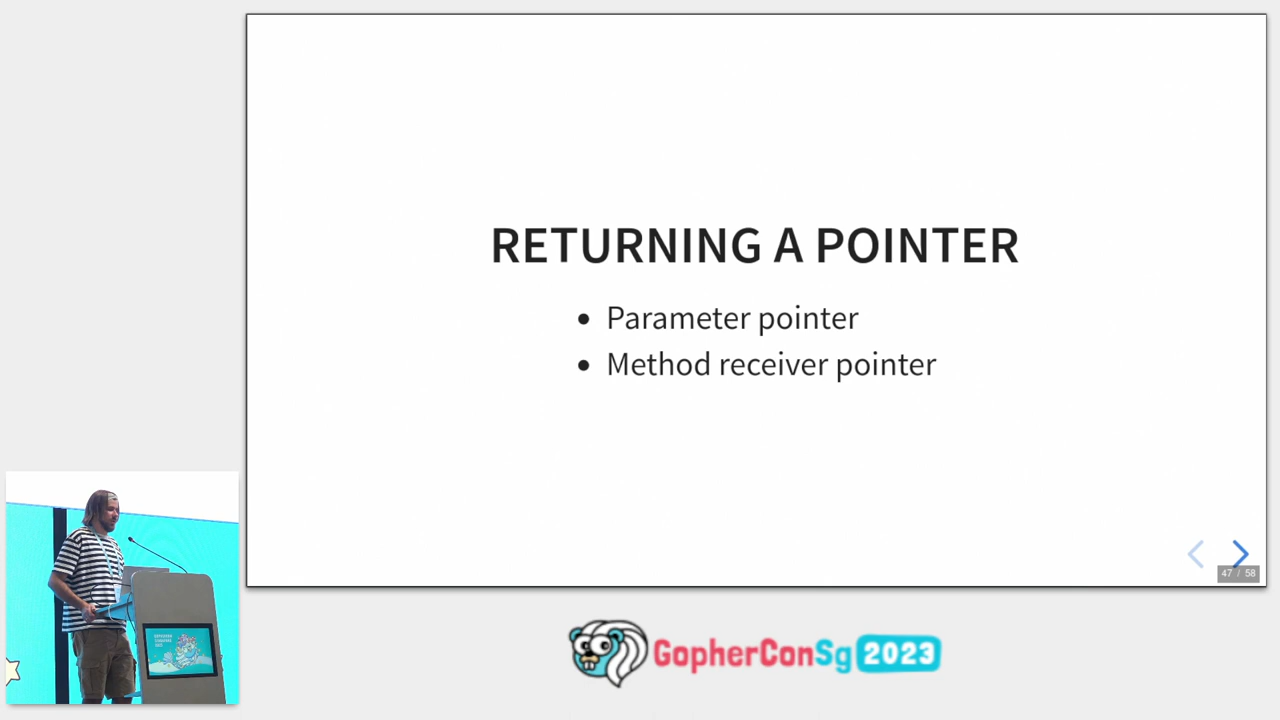 RETURNING A POINTER
Parameter pointer
Method receiver pointer
47 / 58
GopherConSg 2023